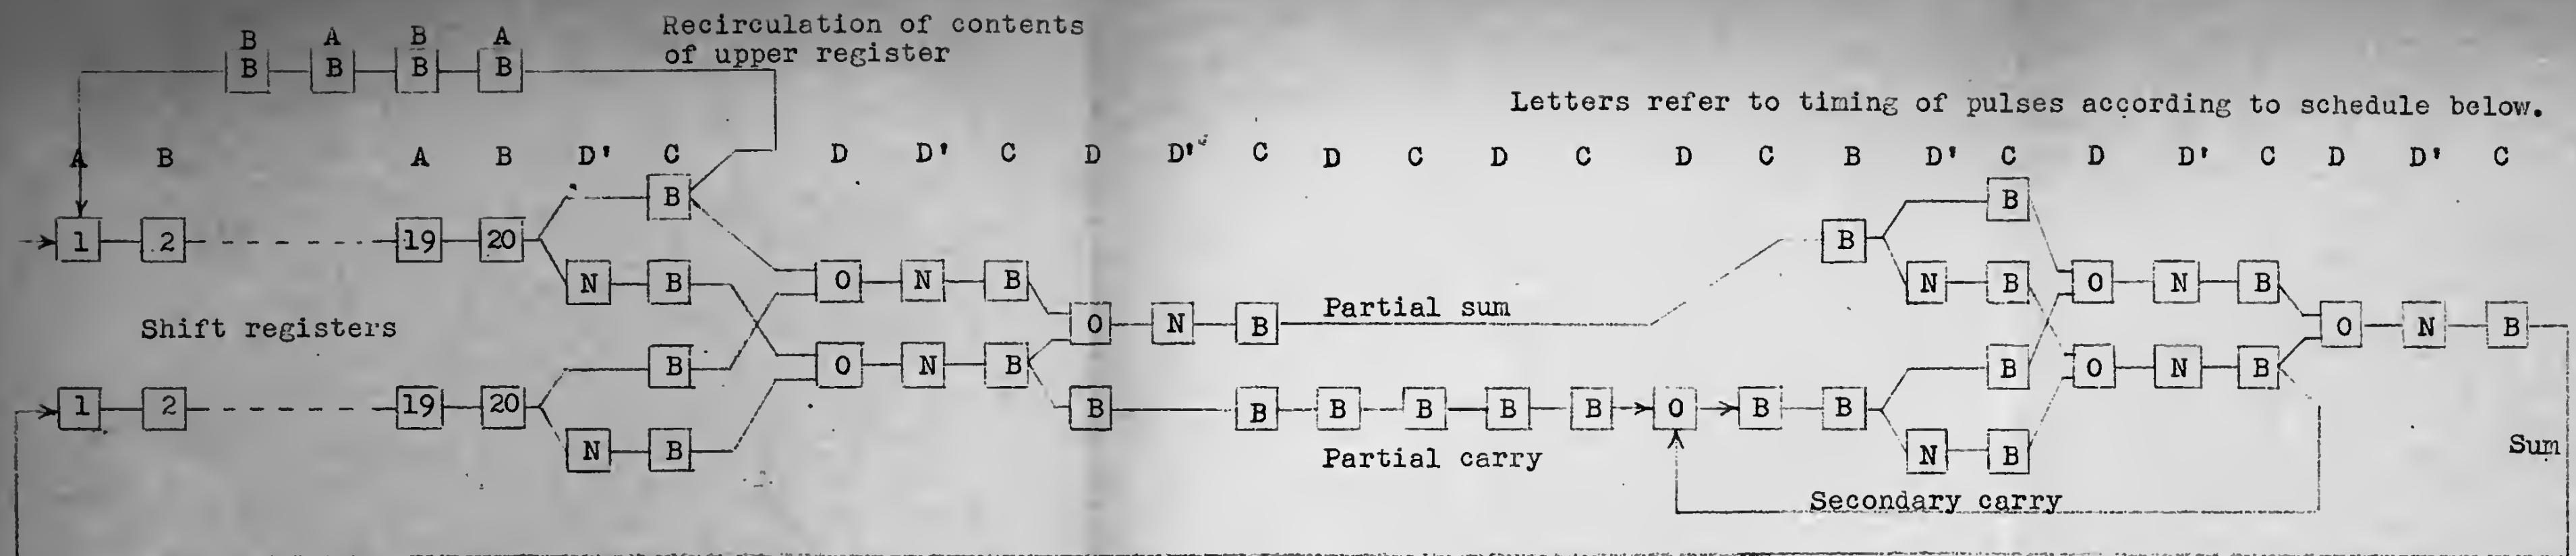 Recirculation of contents
of upper register
B A B A
B B B B
Letters refer to timing of pulses according to schedule below.
A B A B D' C D D' C D D' C D C D C D C B D' C D D' C D D' C
B B
1 2 19 20 B
N B O N B N B O N B
Shift registers
O N B Partial sum O N B
B O N B B O N B
1 2 19 20 B B B B B B O B B
N B N B
Partial carry
Sum
Secondary carry